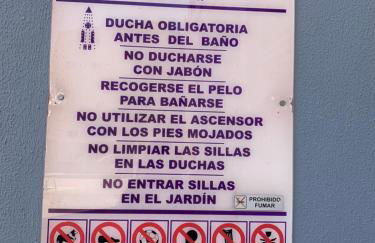 DUCHA OBLIGATORIA
ANTES DEL BAÑO
NO DUCHARSE
CON JABÓN
RECOGERSE EL PELO
PARA BAÑARSE
NO UTILIZAR EL ASCENSOR
CON LOS PIES MOJADOS
NO LIMPIAR LAS SILLAS
EN LAS DUCHAS
NO ENTRAR SILLAS
EN EL JARDÍN
PROHIBIDO
FUMAR